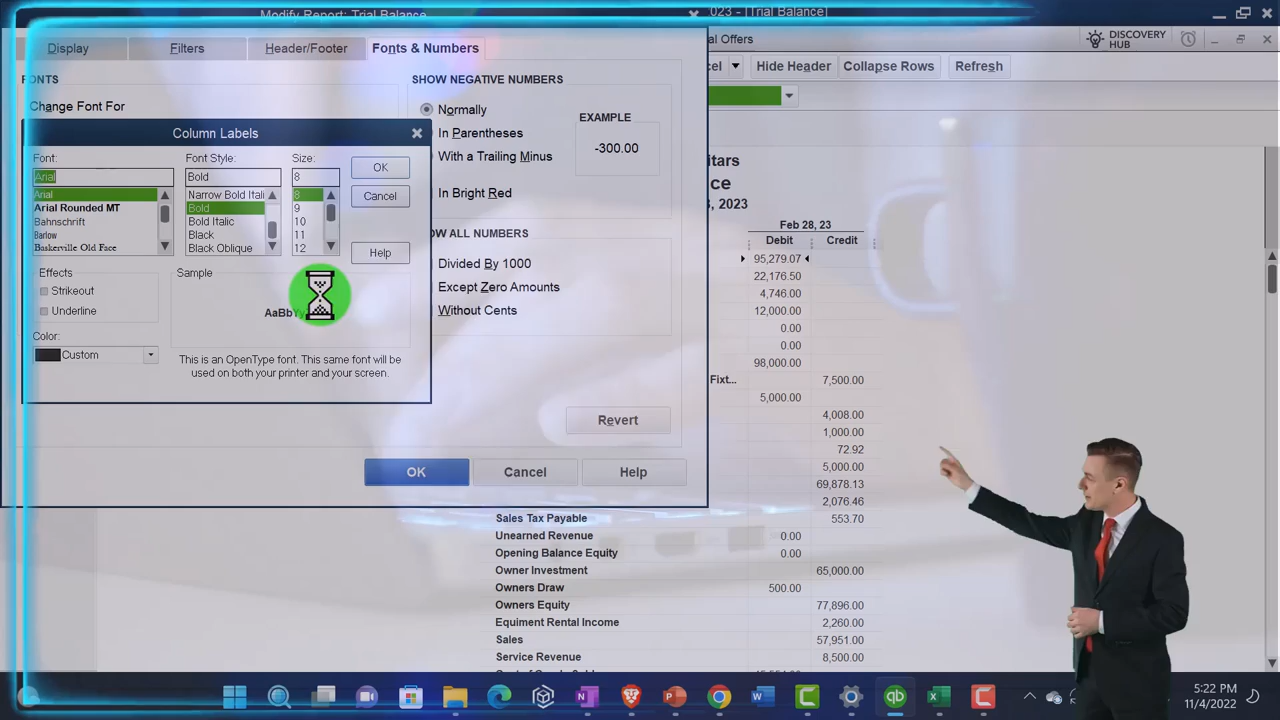 Modify Report: Trial Balance
2023 - [Trial Balance]
Display
Filters
Header/Footer
Fonts & Numbers
al Offers
DISCOVERY
HUB
cel
Hide Header
Collapse Rows
Refresh
FONTS
Change Font For
SHOW NEGATIVE NUMBERS
Normally
In Parentheses
With a Trailing Minus
In Bright Red
EXAMPLE
-300.00
Column Labels
Font:
Font Style:
Size:
Arial
Bold
8
OK
Arial
Arial Rounded MT
Bahnschrift
Barlow
Baskerville Old Face
Narrow Bold Itali
Bold
Bold Italic
Black
Black Oblique
8
9
10
11
12
Cancel
Help
Effects
Strikeout
Underline
Sample
AaBbYy
Color:
Custom
This is an OpenType font. This same font will be
used on both your printer and your screen.
OW ALL NUMBERS
Divided By 1000
Except Zero Amounts
Without Cents
Revert
OK
Cancel
Help
itars
ce
8, 2023
Feb 28, 23
Debit
Credit
95,279.07
22,176.50
4,746.00
12,000.00
0.00
0.00
98,000.00
Fixt...
7,500.00
5,000.00
4,008.00
1,000.00
72.92
5,000.00
69,878.13
2,076.46
Sales Tax Payable
553.70
Unearned Revenue
0.00
Opening Balance Equity
0.00
Owner Investment
65,000.00
Owners Draw
500.00
Owners Equity
77,896.00
Equiment Rental Income
2,260.00
Sales
57,951.00
Service Revenue
8,500.00
5:22 PM
11/4/2022